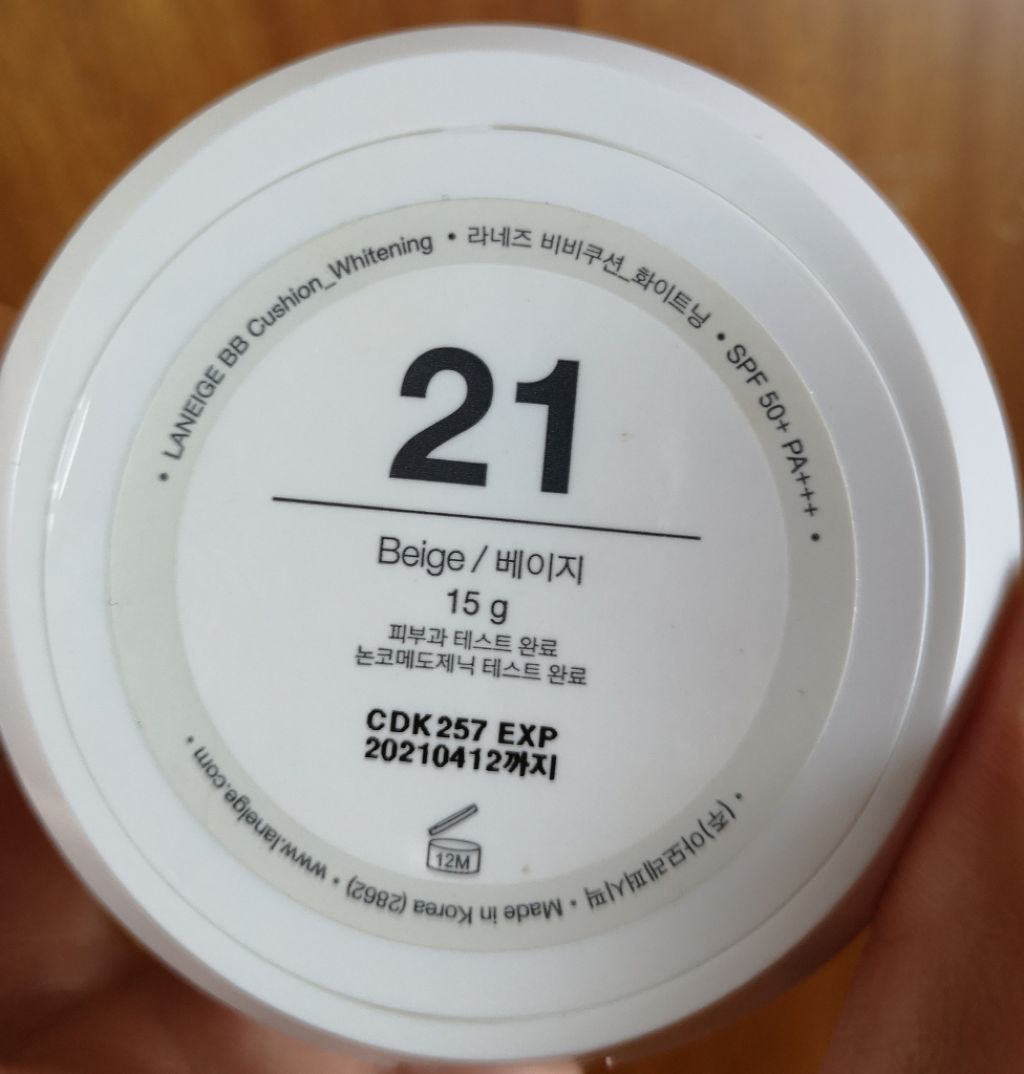 • LANEIGE BB Cushion_Whitening • 라네즈 비비쿠션_화이트닝 • SPF 50+ PA+++ •
21
Beige / 베이지
15 g
피부과 테스트 완료
논코메도제닉 테스트 완료
CDK257 EXP
20210412까지
12M
• (주)아모레퍼시픽 • Made in Korea (2862) • www.laneige.com •